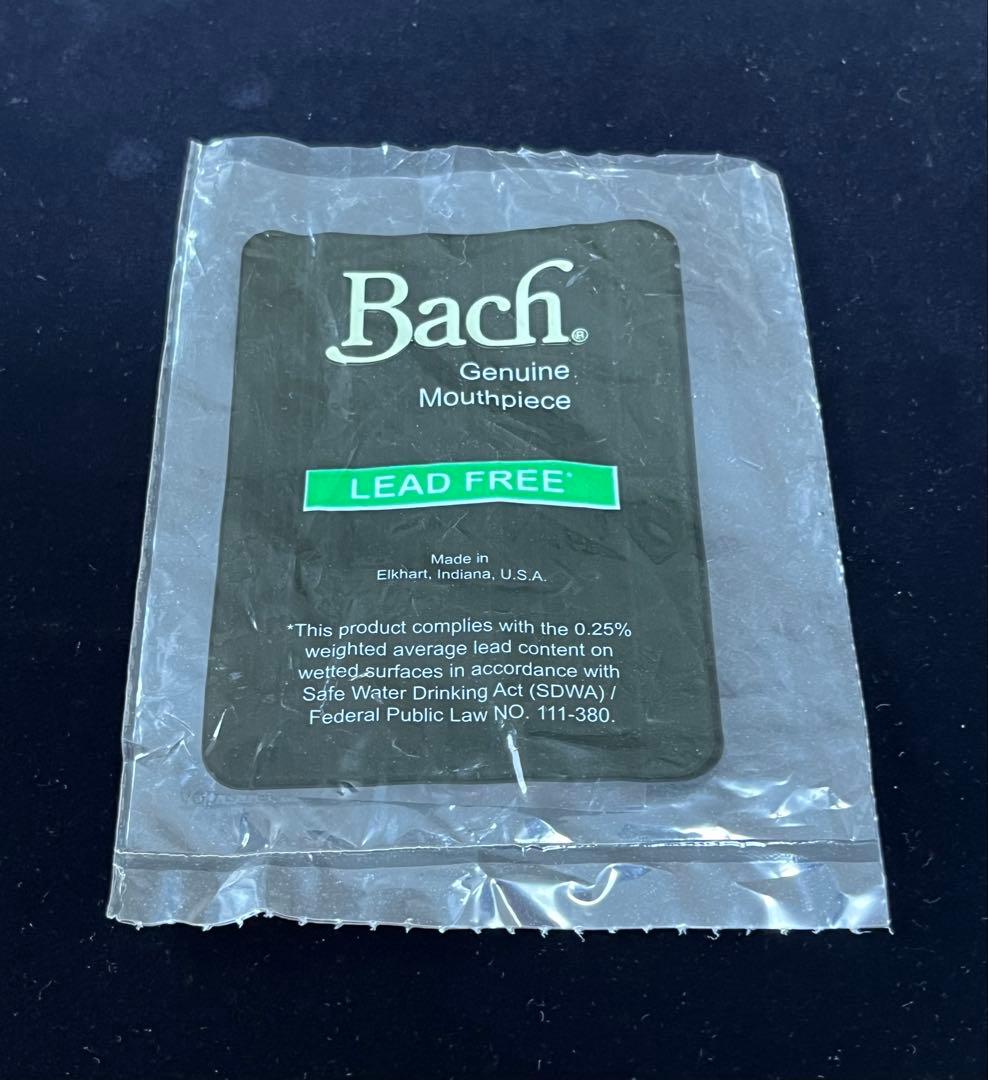 Bach®
Genuine
Mouthpiece
LEAD FREE*
Made in
Elkhart, Indiana, U.S.A.
*This product complies with the 0.25%
weighted average lead content on
wetted surfaces in accordance with
Safe Water Drinking Act (SDWA) /
Federal Public Law NO. 111-380.